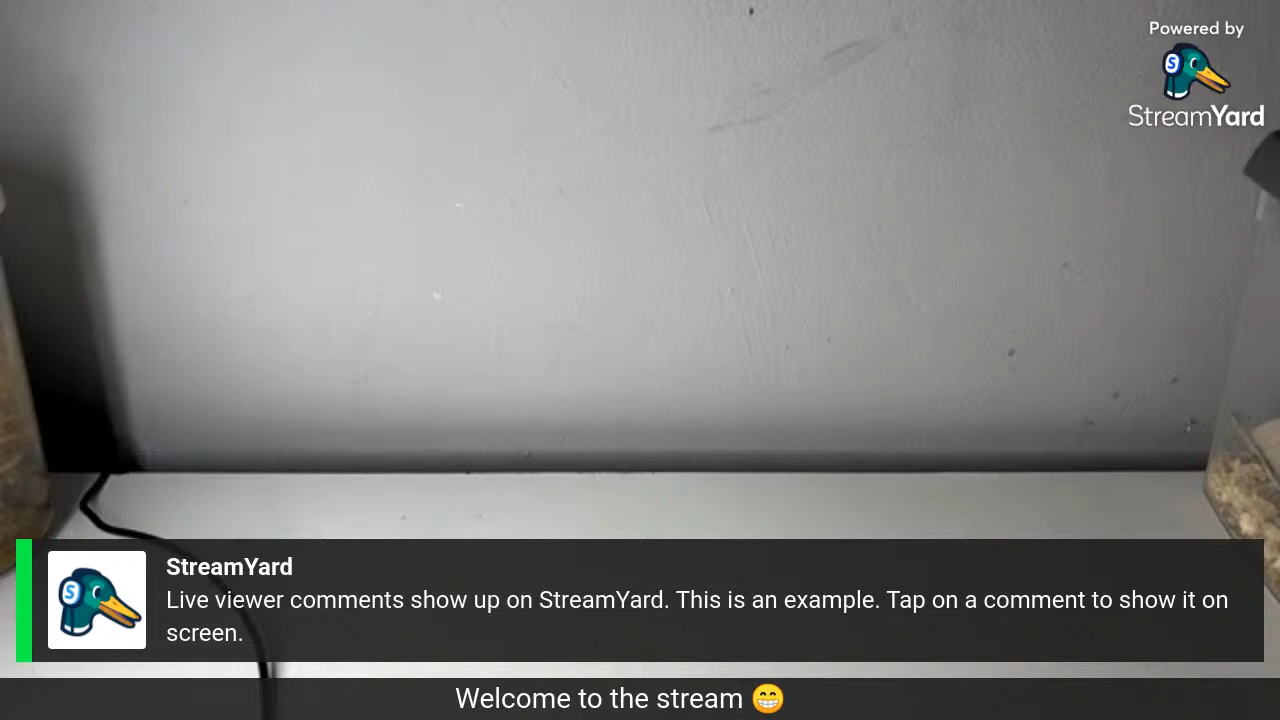 Powered by
StreamYard
StreamYard
Live viewer comments show up on StreamYard. This is an example. Tap on a comment to show it on
screen.
Welcome to the stream 😁